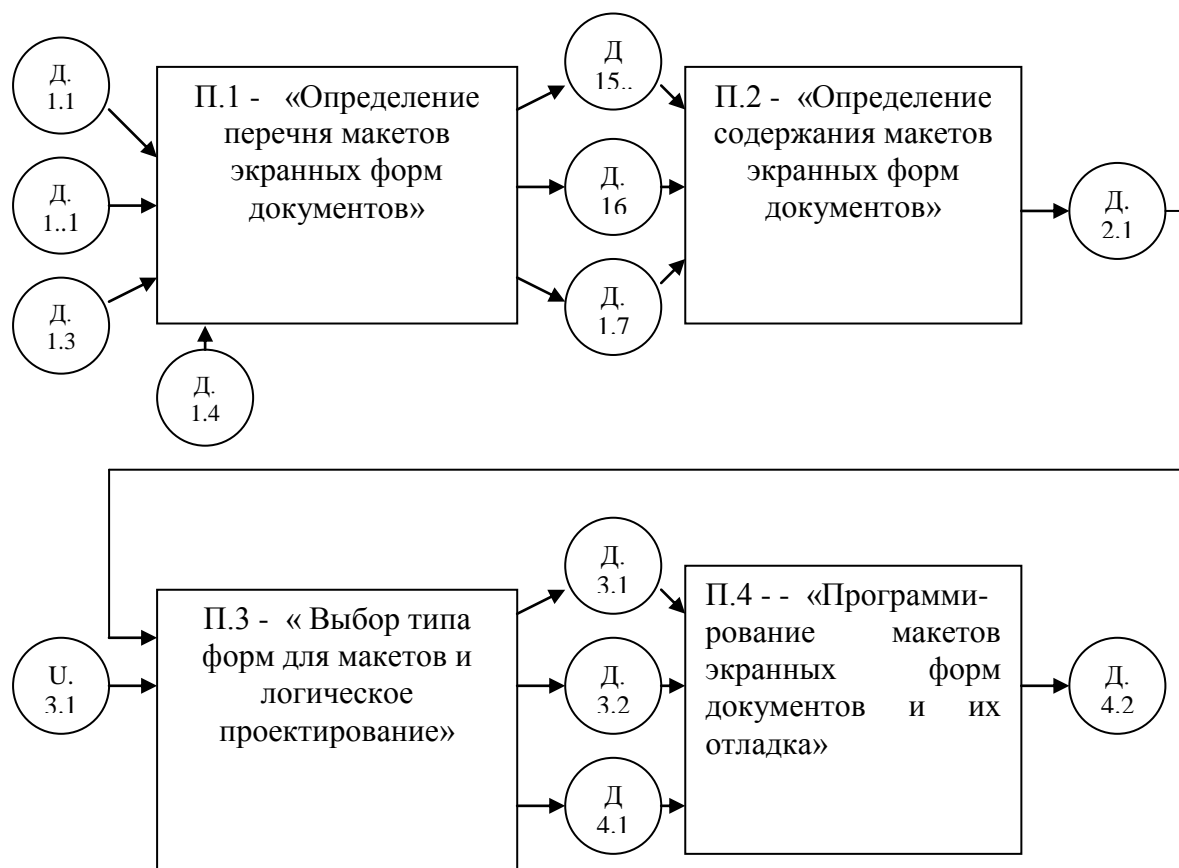 Д.
1.1
Д.
1..1
Д.
1.3
Д.
1.4
П.1 - «Определение
перечня макетов
экранных форм
документов»
Д
15..
Д.
16
Д.
1.7
П.2 - «Определение
содержания макетов
экранных форм
документов»
Д.
2.1
U.
3.1
П.3 - « Выбор типа
форм для макетов и
логическое
проектирование»
Д.
3.1
Д.
3.2
Д
4.1
П.4 - - «Программи-
рование макетов
экранных форм
документов и их
отладка»
Д.
4.2